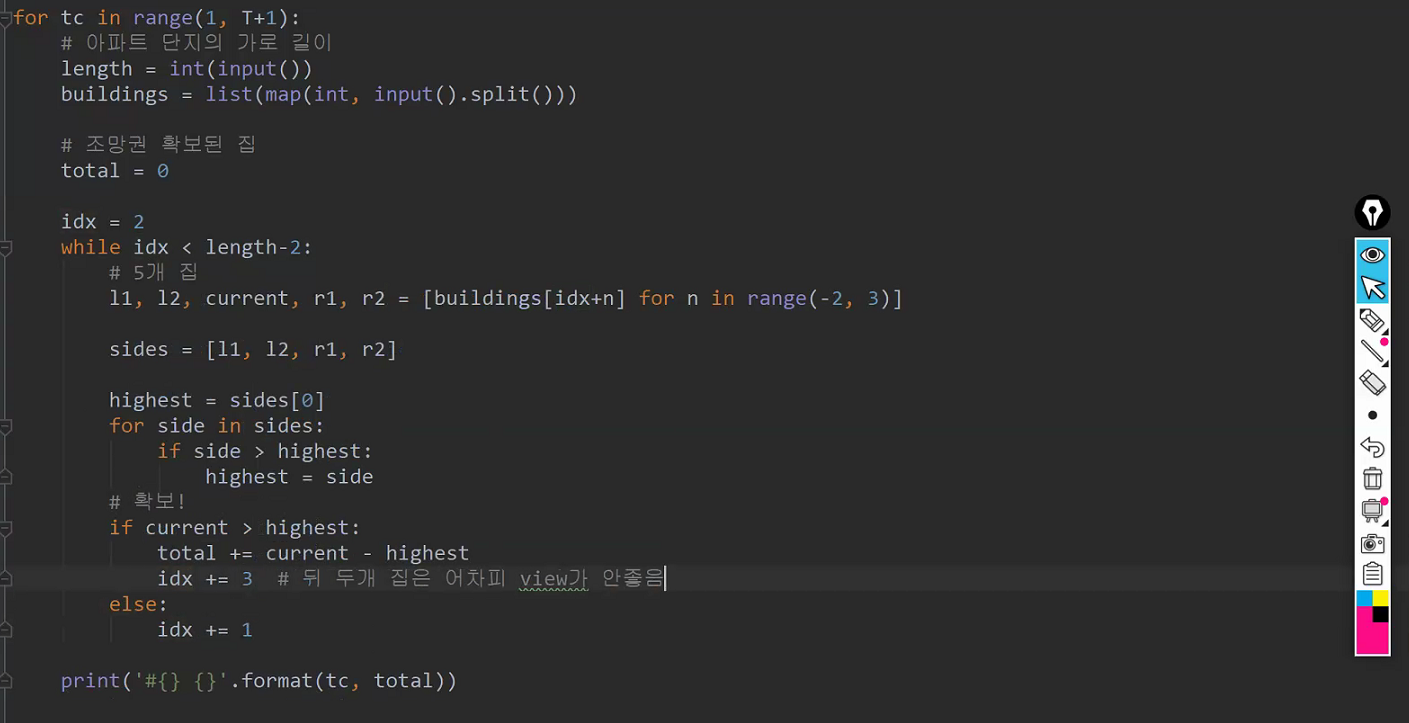 for tc in range(1, T+1):
    # 아파트 단지의 가로 길이
    length = int(input())
    buildings = list(map(int, input().split()))
    # 조망권 확보된 집
    total = 0
    idx = 2
    while idx < length-2:
        # 5개 집
        l1, l2, current, r1, r2 = [buildings[idx+n] for n in range(-2, 3)]
        sides = [l1, l2, r1, r2]
        highest = sides[0]
        for side in sides:
            if side > highest:
                highest = side
        # 확보!
        if current > highest:
            total += current - highest
            idx += 3  # 뒤 두개 집은 어차피 view가 안좋음
        else:
            idx += 1
    print('#{} {}'.format(tc, total))